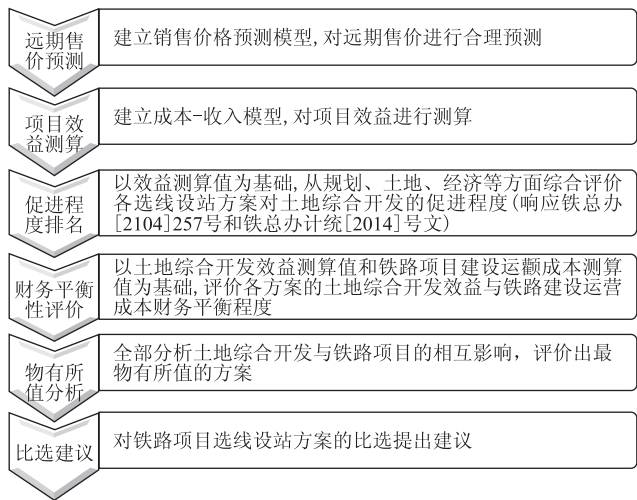 远期售
价预测
建立销售价格预测模型,对远期售价进行合理预测
项目效
益测算
建立成本-收入模型,对项目效益进行测算
促进程
度排名
以效益测算值为基础,从规划、土地、经济等方面综合评价
各选线设站方案对土地综合开发的促进程度(响应铁总办
[2104]257号和铁总办计统[2014]号文)
财务平衡
性评价
以土地综合开发效益测算值和铁路项目建设运颧成本测算
值为基础,评价各方案的土地综合开发效益与铁路建设运营
成本财务平衡程度
物有所
值分析
全部分析土地综合开发与铁路项目的相互影响，评价出最
物有所值的方案
比选建议
对铁路项目选线设站方案的比选提出建议